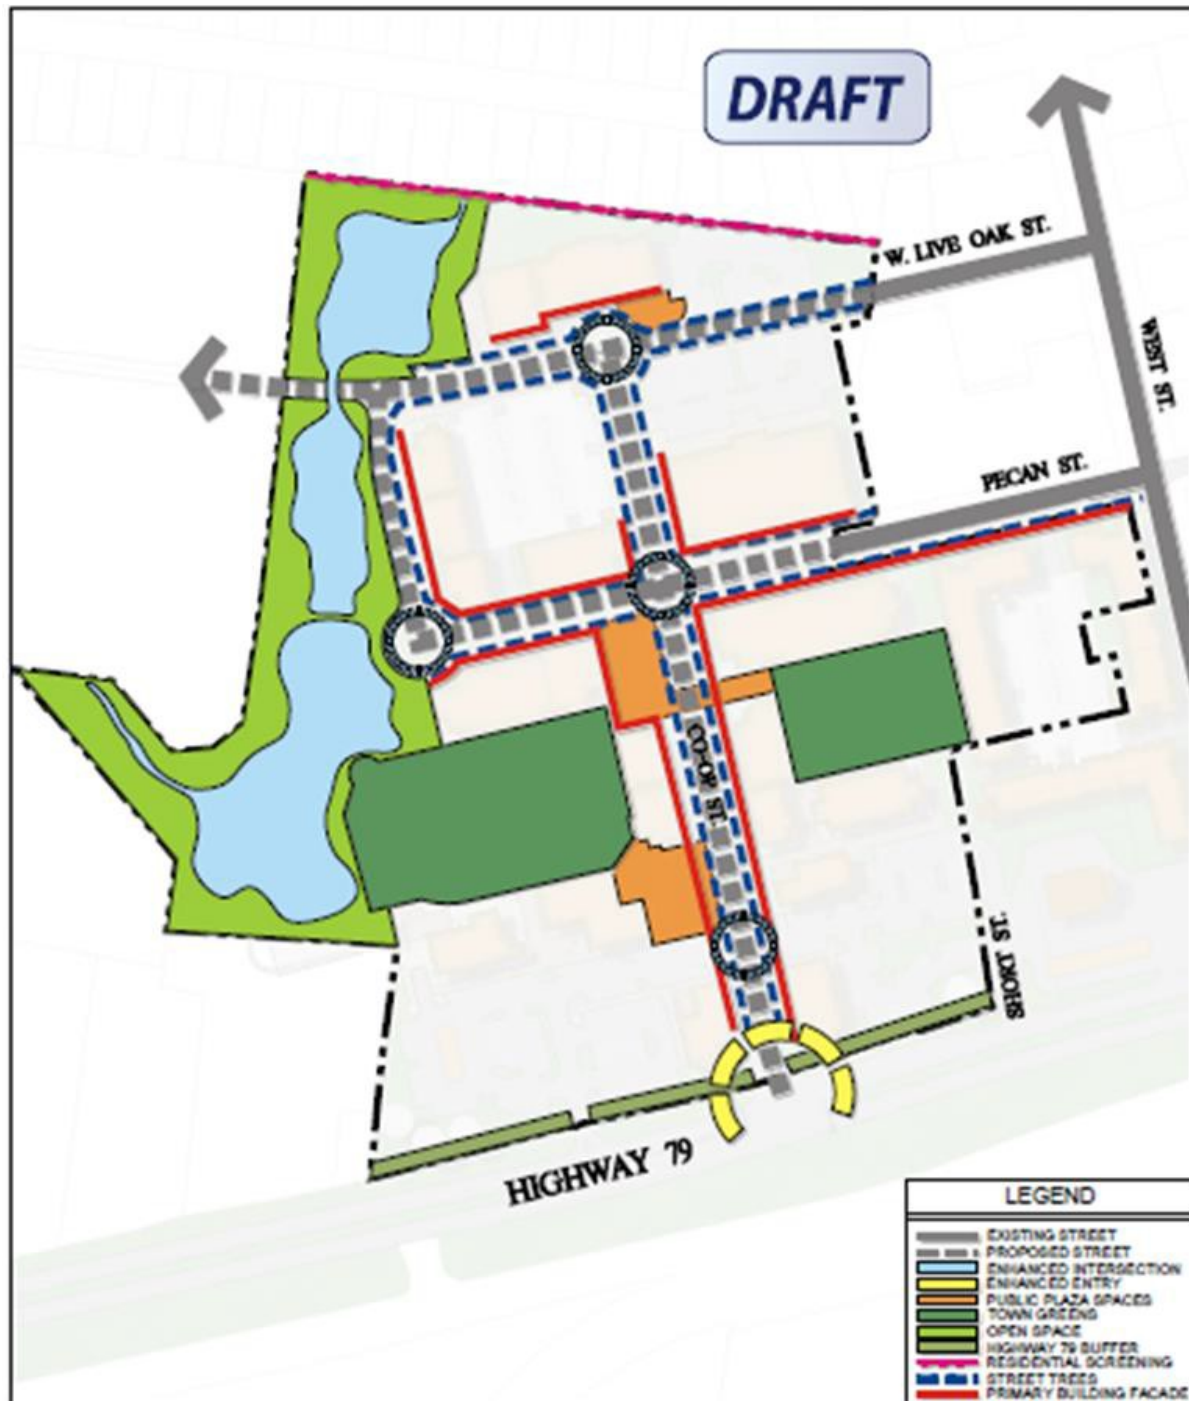 DRAFT
W. LIVE OAK ST.
WEST ST.
PECAN ST.
CO-OP ST.
SHORT ST.
HIGHWAY 79
LEGEND
EXISTING STREET
PROPOSED STREET
ENHANCED INTERSECTION
ENHANCED ENTRY
PUBLIC PLAZA SPACES
TOWN GREENS
OPEN SPACE
HIGHWAY 79 BUFFER
RESIDENTIAL SCREENING
STREET TREES
PRIMARY BUILDING FACADE